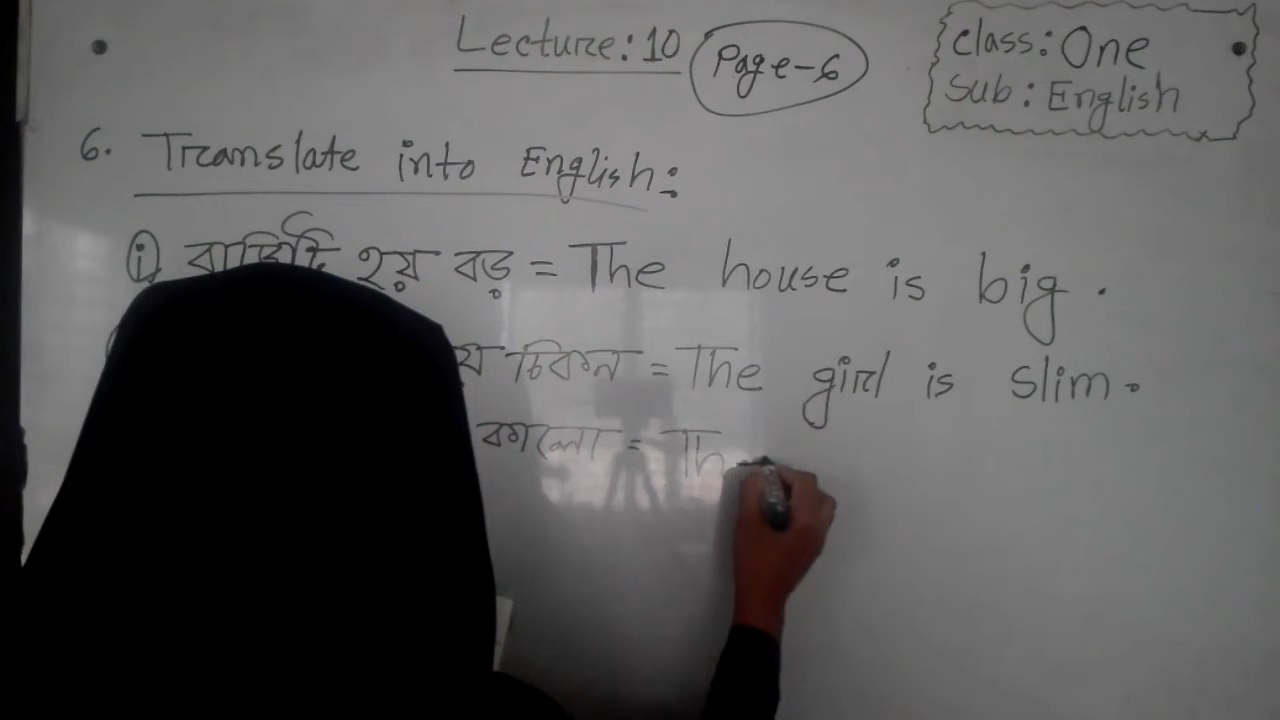 Lecture: 10
Page-6
class: One
Sub: English
6. Translate into English:
i) বাড়িটি হয় বড় = The house is big.
চিকন = The girl is slim.
কালো = Th